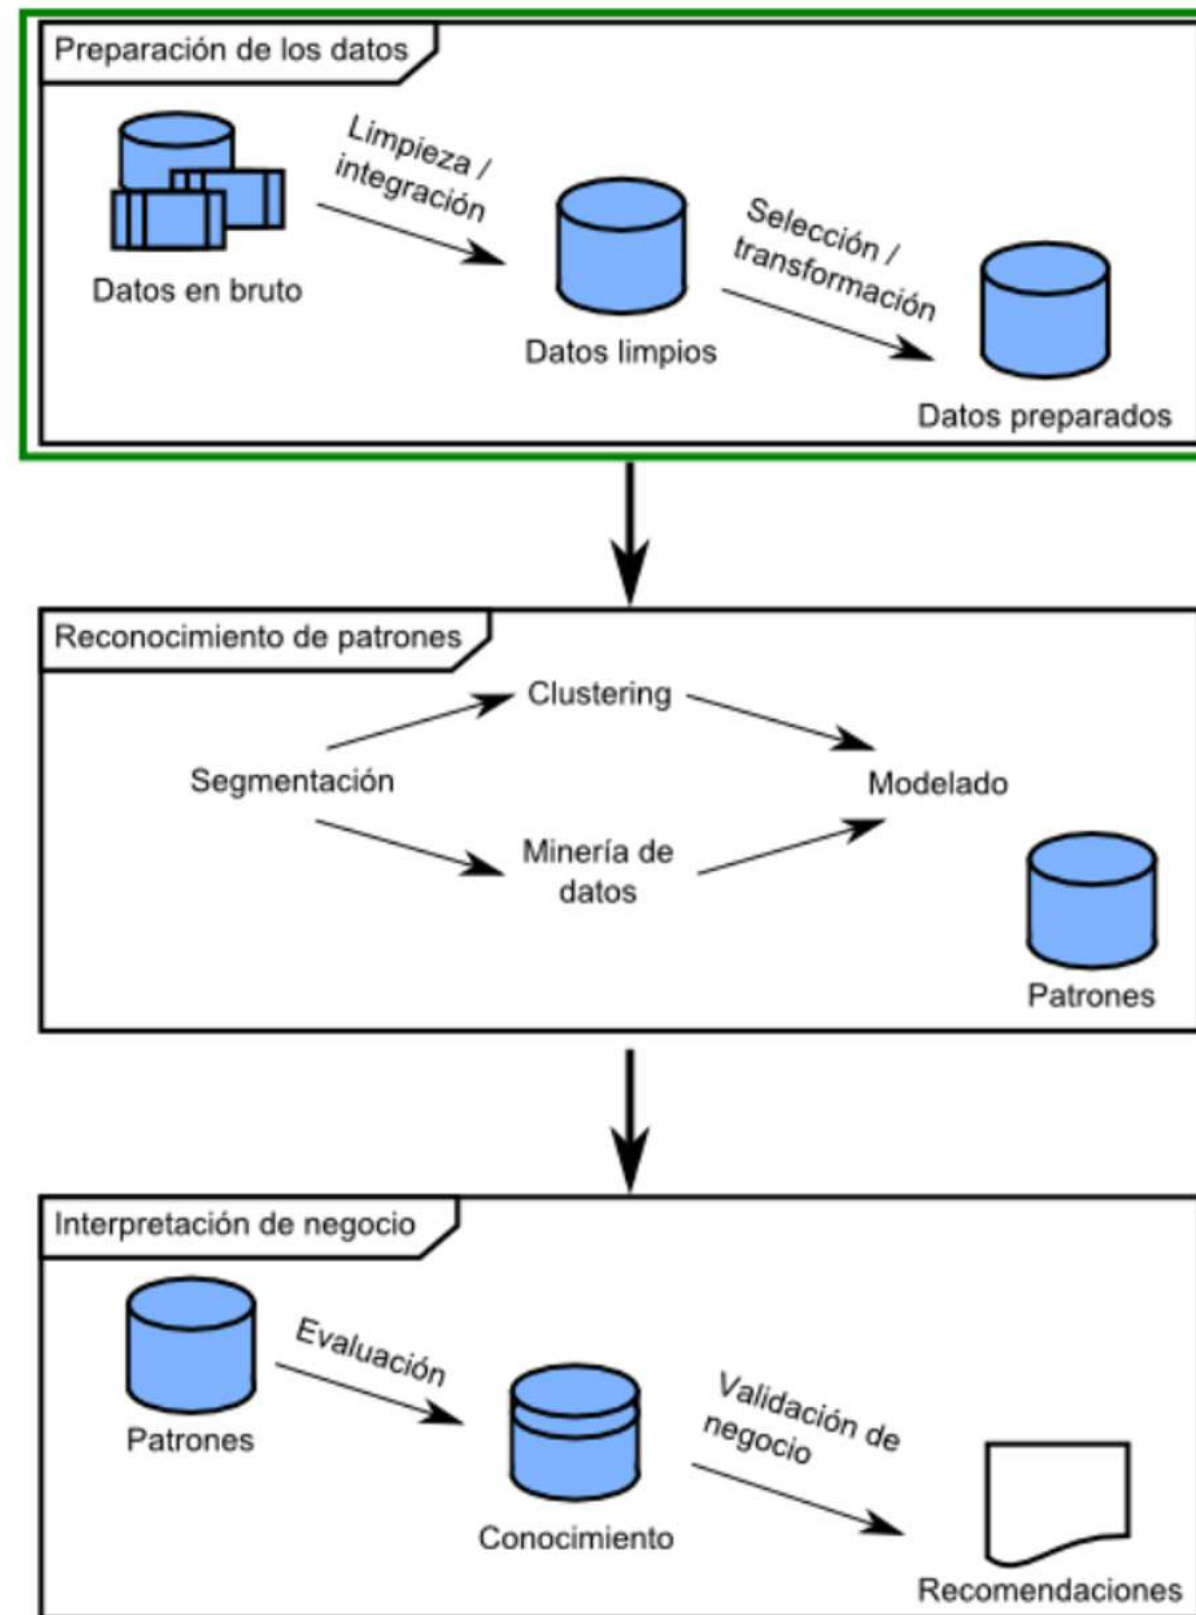 Preparación de los datos
Limpieza /
integración
Datos en bruto
Selección /
transformación
Datos limpios
Datos preparados
Reconocimiento de patrones
Clustering
Segmentación
Modelado
Minería de
datos
Patrones
Interpretación de negocio
Evaluación
Patrones
Validación de
negocio
Conocimiento
Recomendaciones